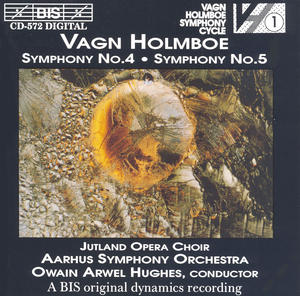 BIS
CD-572 DIGITAL
VAGN
HOLMBOE
SYMPHONY
CYCLE
1
VAGN HOLMBOE
SYMPHONY NO.4 • SYMPHONY NO.5
JUTLAND OPERA CHOIR
AARHUS SYMPHONY ORCHESTRA
OWAIN ARWEL HUGHES, CONDUCTOR
A BIS original dynamics recording